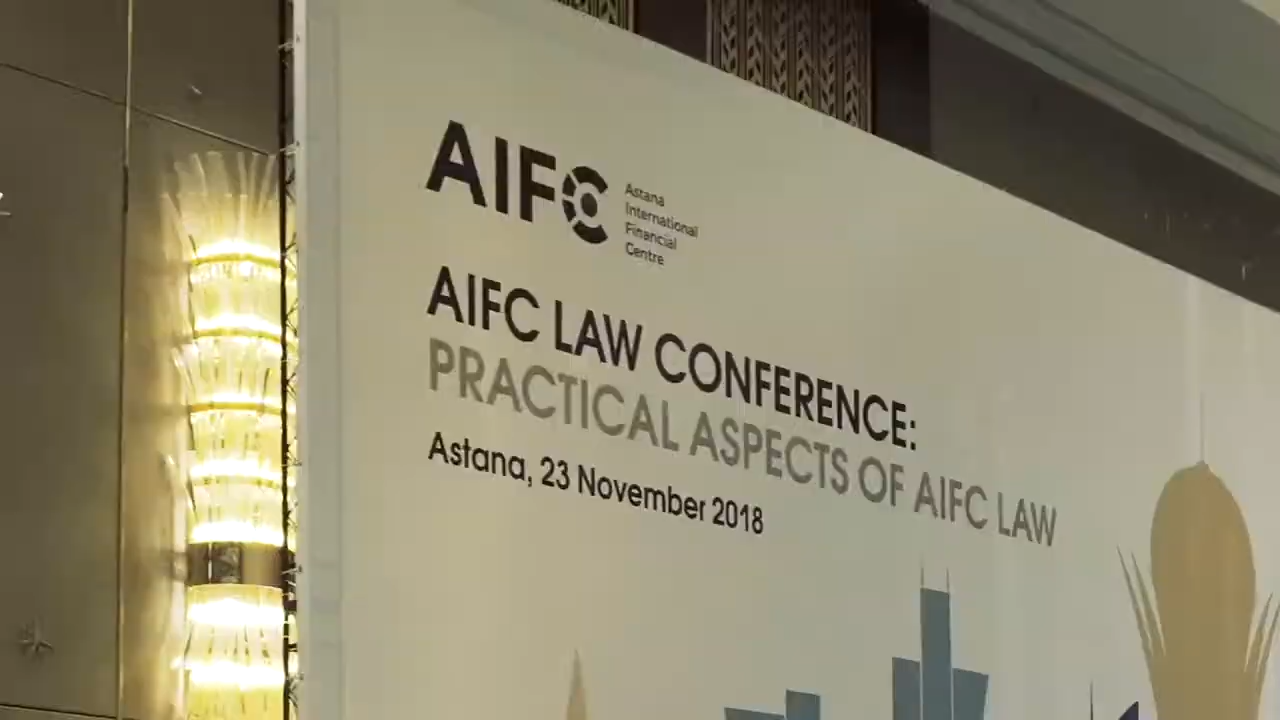 AIFC
Astana
International
Financial
Centre
AIFC LAW CONFERENCE:
PRACTICAL ASPECTS OF AIFC LAW
Astana, 23 November 2018